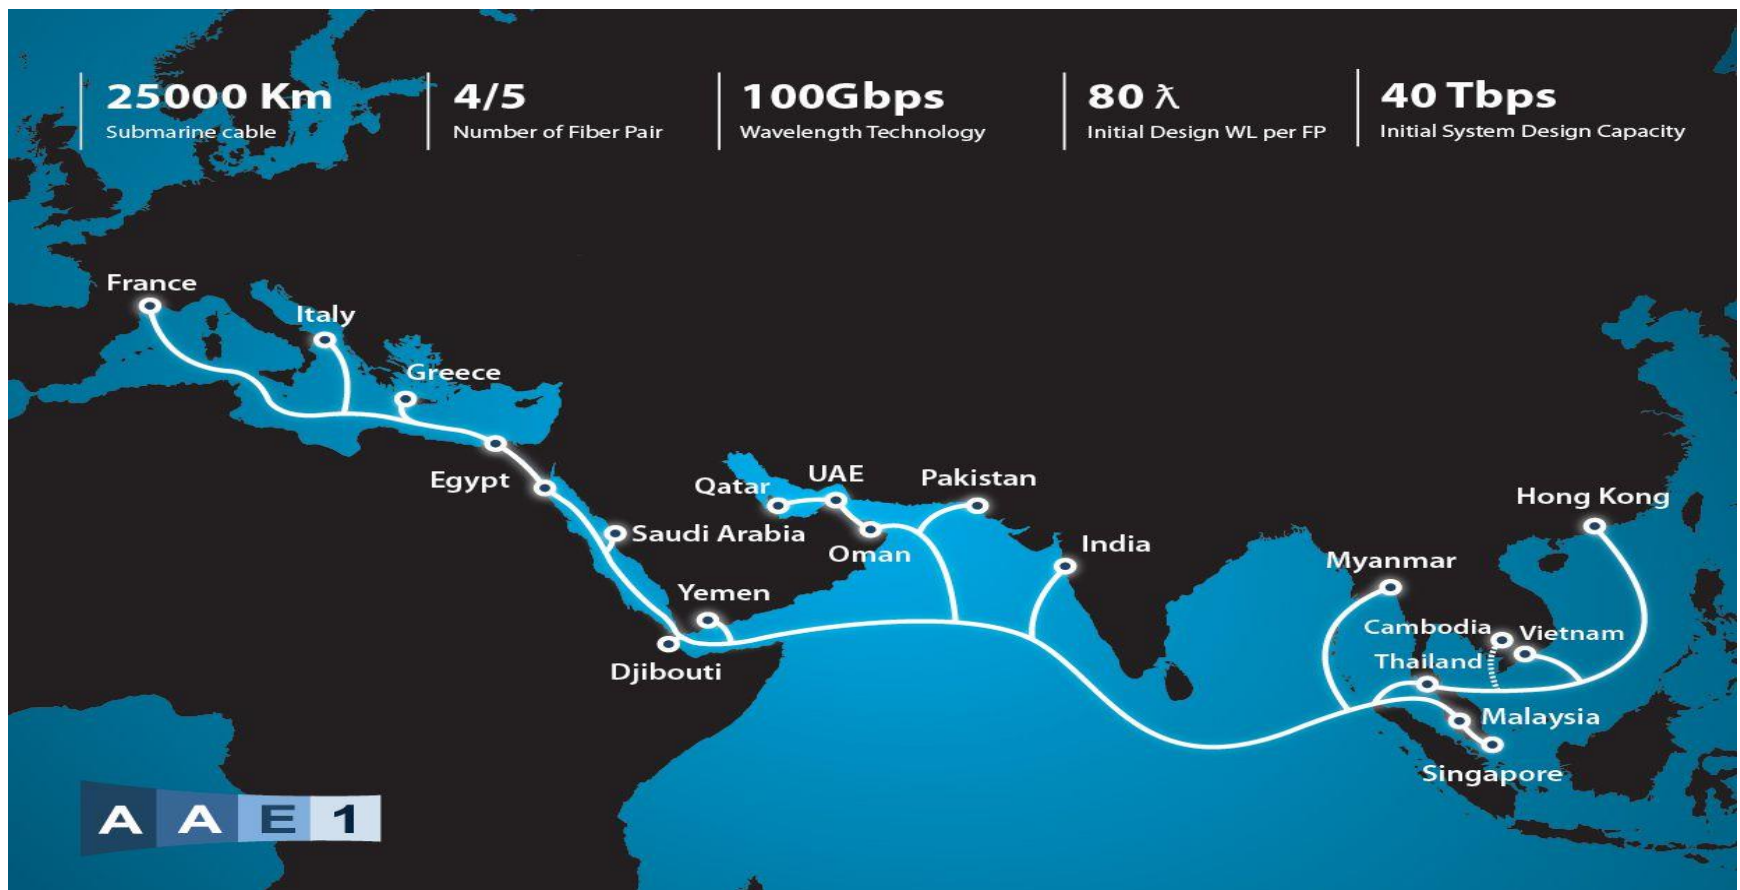 25000 Km
Submarine cable
4/5
Number of Fiber Pair
100Gbps
Wavelength Technology
80 λ
Initial Design WL per FP
40 Tbps
Initial System Design Capacity
France
Italy
Greece
Egypt
Qatar
UAE
Pakistan
Hong Kong
Saudi Arabia
Oman
India
Myanmar
Yemen
Cambodia
Vietnam
Thailand
Djibouti
Malaysia
Singapore
A A E 1